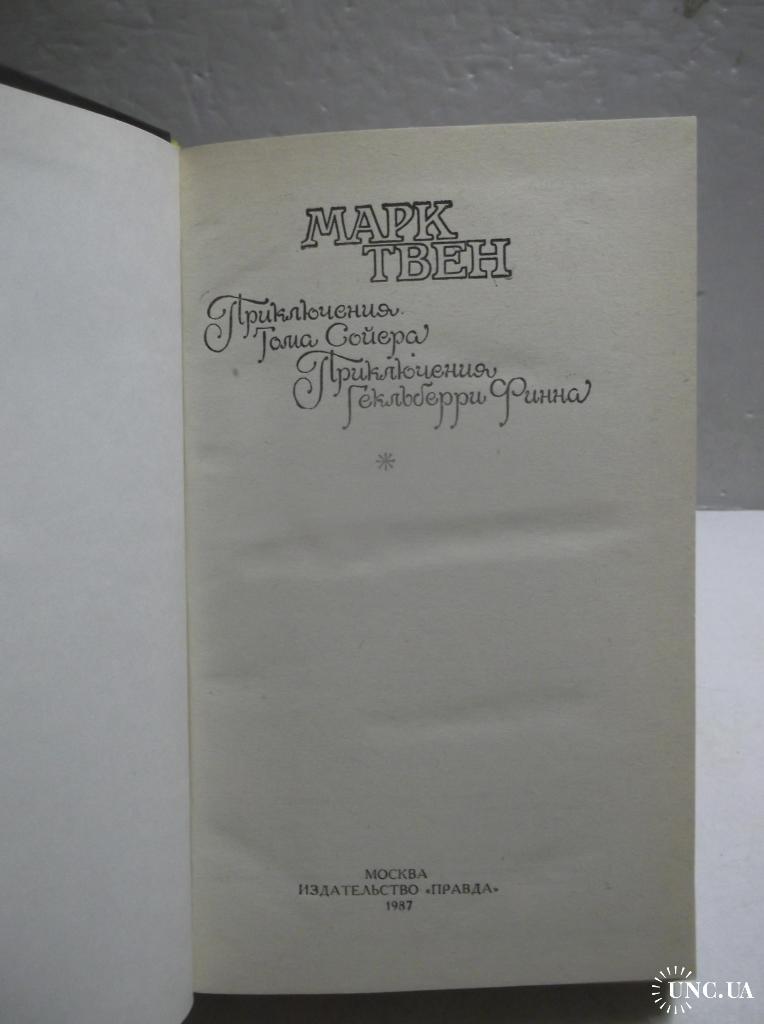 МАРК
ТВЕН
Приключения
Тома Сойера
Приключения
Гекльберри Финна
*
МОСКВА
ИЗДАТЕЛЬСТВО «ПРАВДА»
1987
UNC.UA